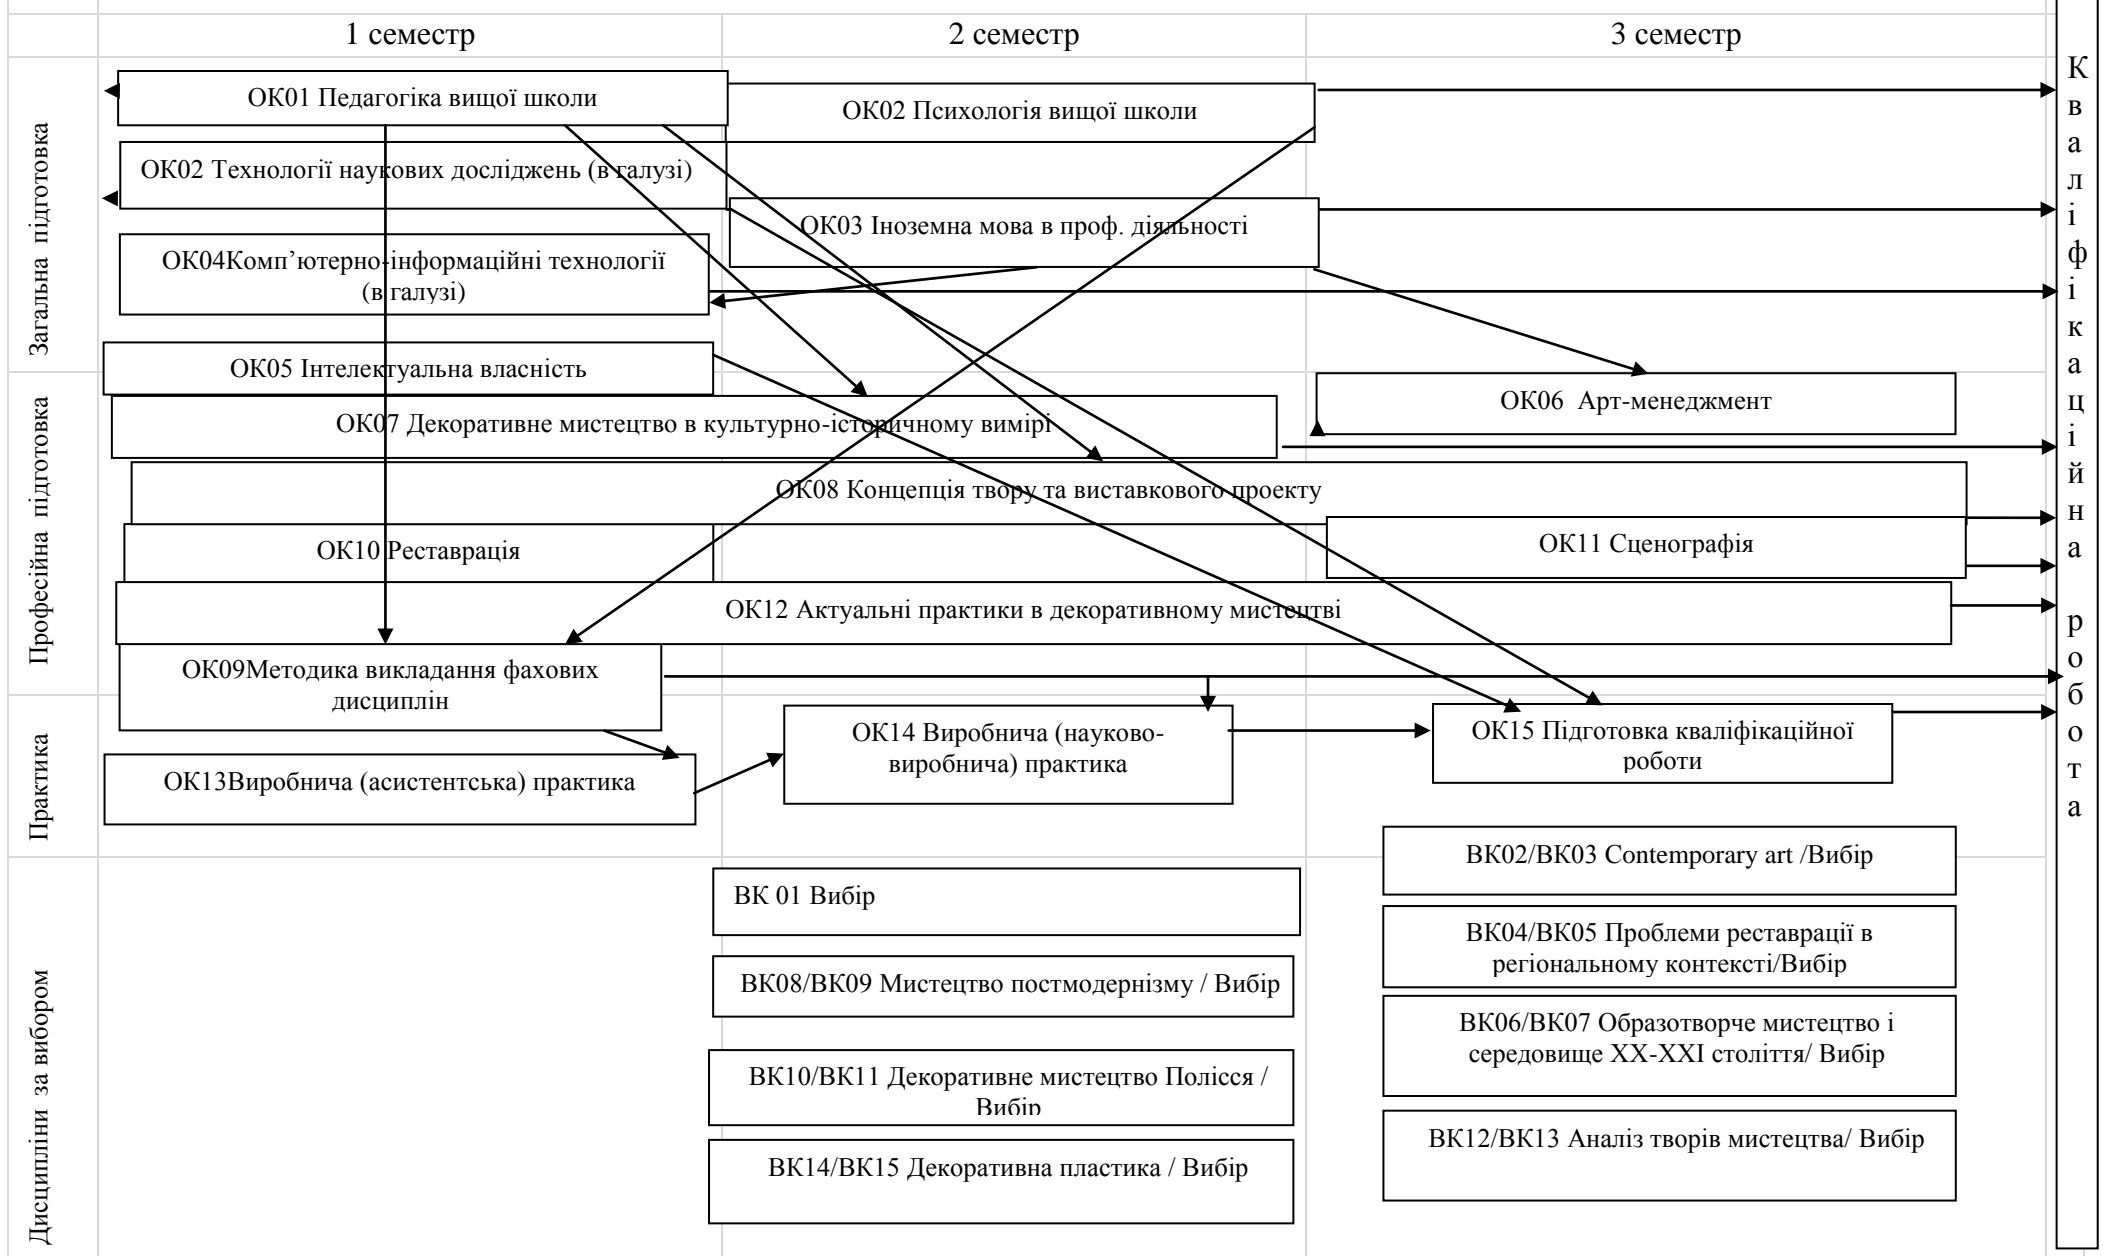 1 семестр
2 семестр
3 семестр
Загальна підготовка
ОК01 Педагогіка вищої школи
ОК02 Психологія вищої школи
ОК02 Технології наукових досліджень (в галузі)
ОК03 Іноземна мова в проф. діяльності
ОК04Комп’ютерно-інформаційні технології
(в галузі)
ОК05 Інтелектуальна власність
Професійна підготовка
ОК06 Арт-менеджмент
ОК07 Декоративне мистецтво в культурно-історичному вимірі
ОК08 Концепція твору та виставкового проекту
ОК10 Реставрація
ОК11 Сценографія
ОК12 Актуальні практики в декоративному мистецтві
ОК09Методика викладання фахових
дисциплін
Практика
ОК13Виробнича (асистентська) практика
ОК14 Виробнича (науково-
виробнича) практика
ОК15 Підготовка кваліфікаційної
роботи
Дисципліни за вибором
ВК 01 Вибір
ВК08/ВК09 Мистецтво постмодернізму / Вибір
ВК10/ВК11 Декоративне мистецтво Полісся /
Вибір
ВК14/ВК15 Декоративна пластика / Вибір
ВК02/ВК03 Contemporary art /Вибір
ВК04/ВК05 Проблеми реставрації в
регіональному контексті/Вибір
ВК06/ВК07 Образотворче мистецтво і
середовище ХХ-ХХІ століття/ Вибір
ВК12/ВК13 Аналіз творів мистецтва/ Вибір
Кваліфікаційна робота